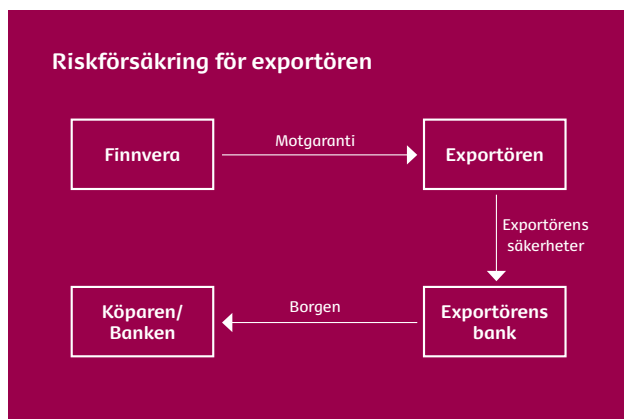 Riskförsäkring för exportören
Finnvera
Motgaranti
Exportören
Exportörens
säkerheter
Köparen/
Banken
Borgen
Exportörens
bank